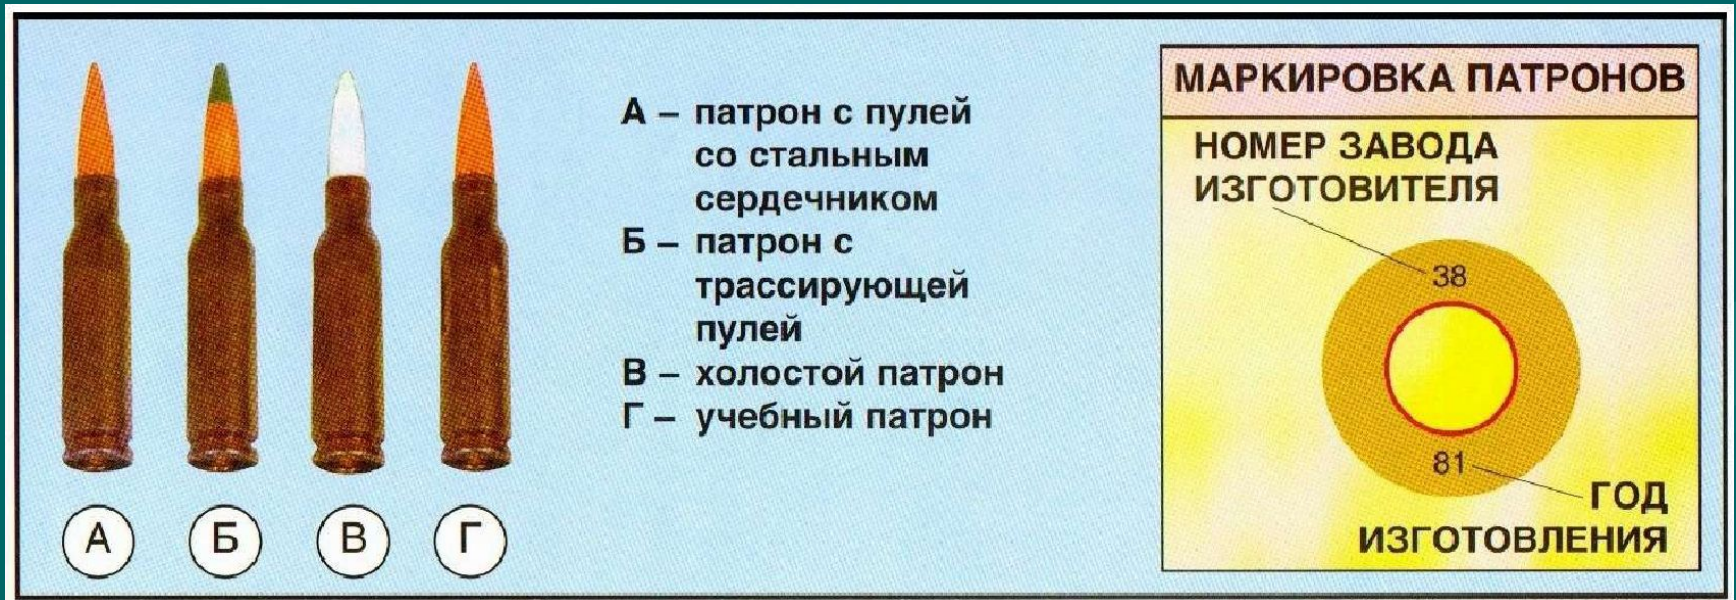 А – патрон с пулей
со стальным
сердечником
Б – патрон с
трассирующей
пулей
В – холостой патрон
Г – учебный патрон
А
Б
В
Г
МАРКИРОВКА ПАТРОНОВ
НОМЕР ЗАВОДА
ИЗГОТОВИТЕЛЯ
38
81
ГОД
ИЗГОТОВЛЕНИЯ